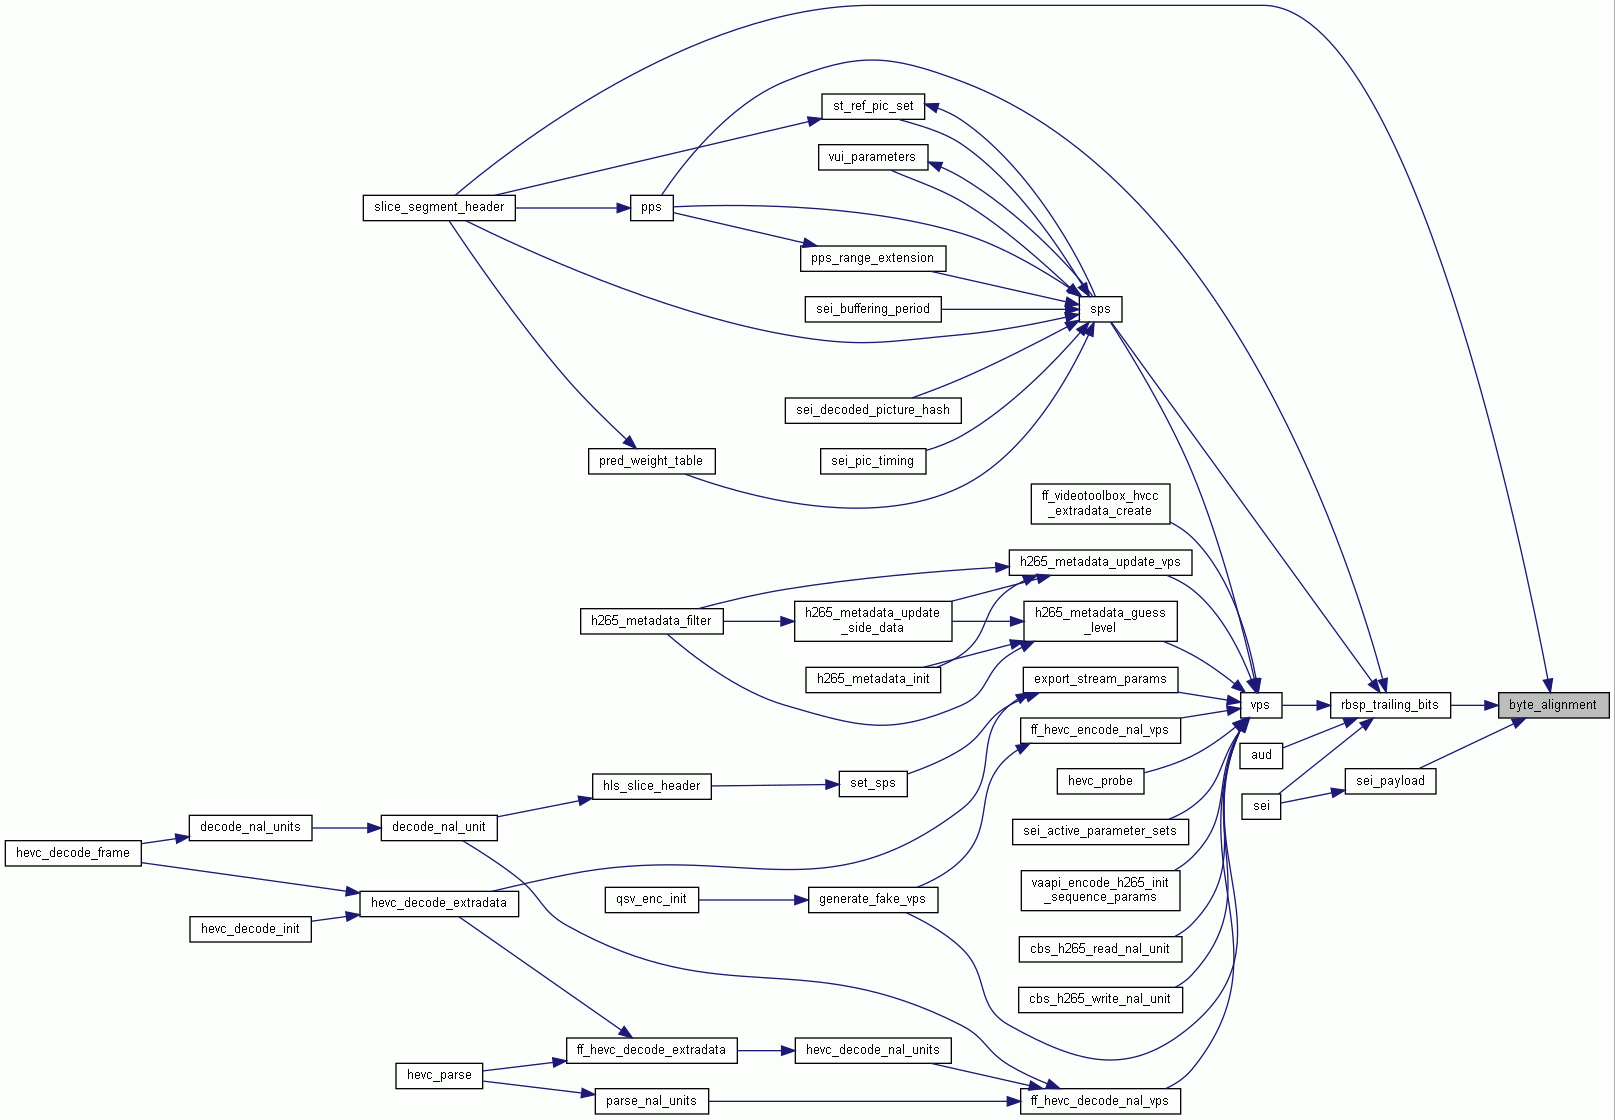 st_ref_pic_set
vui_parameters
slice_segment_header
pps
pps_range_extension
sei_buffering_period
sps
sei_decoded_picture_hash
pred_weight_table
sei_pic_timing
ff_videotoolbox_hvcc
_extradata_create
h265_metadata_update_vps
h265_metadata_filter
h265_metadata_update
_side_data
h265_metadata_guess
_level
h265_metadata_init
export_stream_params
vps
rbsp_trailing_bits
byte_alignment
ff_hevc_encode_nal_vps
aud
hevc_probe
sei_payload
set_sps
hls_slice_header
sei
decode_nal_units
decode_nal_unit
sei_active_parameter_sets
hevc_decode_frame
vaapi_encode_h265_init
_sequence_params
hevc_decode_extradata
qsv_enc_init
generate_fake_vps
hevc_decode_init
cbs_h265_read_nal_unit
cbs_h265_write_nal_unit
ff_hevc_decode_extradata
hevc_decode_nal_units
hevc_parse
parse_nal_units
ff_hevc_decode_nal_vps